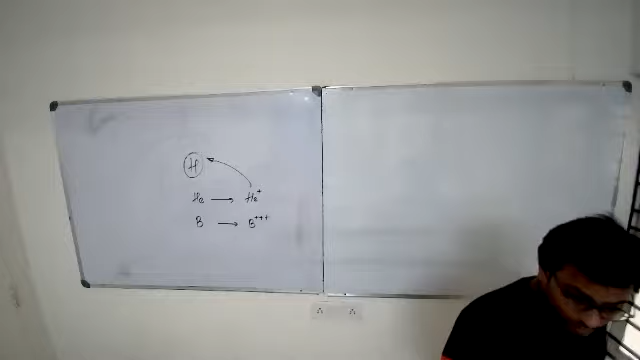 H
He → He⁺
B → B⁺⁺⁺